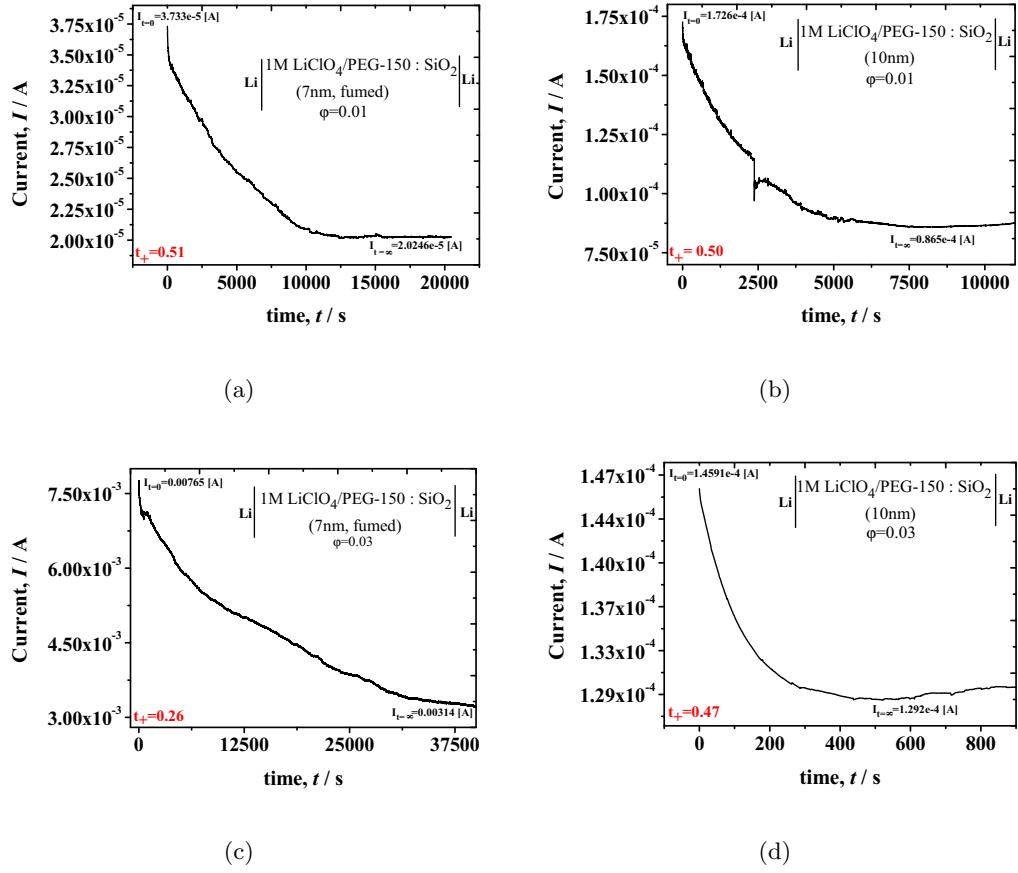 3.75x10⁻⁵
3.50x10⁻⁵
3.25x10⁻⁵
3.00x10⁻⁵
2.75x10⁻⁵
2.50x10⁻⁵
2.25x10⁻⁵
2.00x10⁻⁵
Current, I / A
I t=0=3.733e-5 [A]
Li | 1M LiClO₄/PEG-150 : SiO₂ | Li
(7nm, fumed)
φ=0.01
I t=∞=2.0246e-5 [A]
t₊=0.51
0 5000 10000 15000 20000
time, t / s
(a)
1.75x10⁻⁴
1.50x10⁻⁴
1.25x10⁻⁴
1.00x10⁻⁴
7.50x10⁻⁵
Current, I / A
I t=0=1.726e-4 [A]
Li | 1M LiClO₄/PEG-150 : SiO₂ | Li
(10nm)
φ=0.01
I t=∞=0.865e-4 [A]
t₊= 0.50
0 2500 5000 7500 10000
time, t / s
(b)
7.50x10⁻³
6.00x10⁻³
4.50x10⁻³
3.00x10⁻³
Current, I / A
I t=0=0.00765 [A]
Li | 1M LiClO₄/PEG-150 : SiO₂ | Li
(7nm, fumed)
φ=0.03
I t=∞=0.00314 [A]
t₊=0.26
0 12500 25000 37500
time, t / s
(c)
1.47x10⁻⁴
1.44x10⁻⁴
1.40x10⁻⁴
1.37x10⁻⁴
1.33x10⁻⁴
1.29x10⁻⁴
Current, I / A
I t=0=1.4591e-4 [A]
Li | 1M LiClO₄/PEG-150 : SiO₂ | Li
(10nm)
φ=0.03
I t=∞=1.292e-4 [A]
t₊=0.47
0 200 400 600 800
time, t / s
(d)